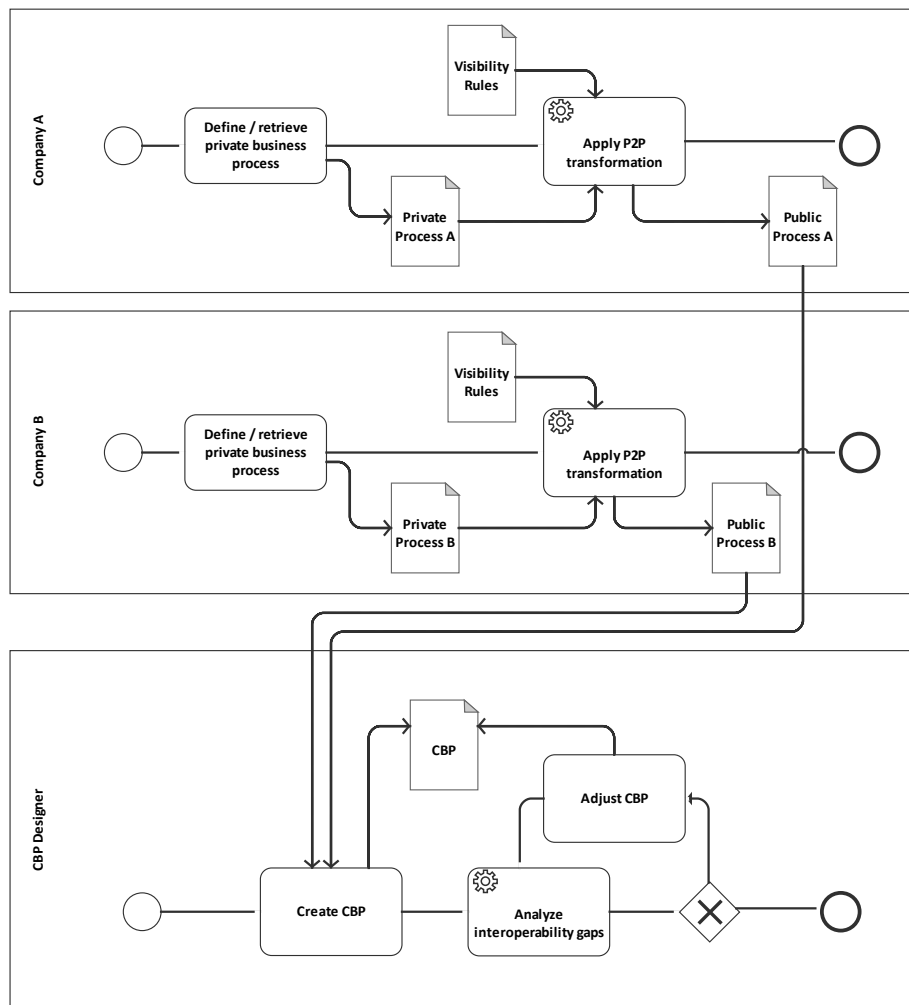 Company A
Visibility
Rules
Define / retrieve
private business
process
Apply P2P
transformation
Private
Process A
Public
Process A
Company B
Visibility
Rules
Define / retrieve
private business
process
Apply P2P
transformation
Private
Process B
Public
Process B
CBP Designer
CBP
Adjust CBP
Create CBP
Analyze
interoperability gaps